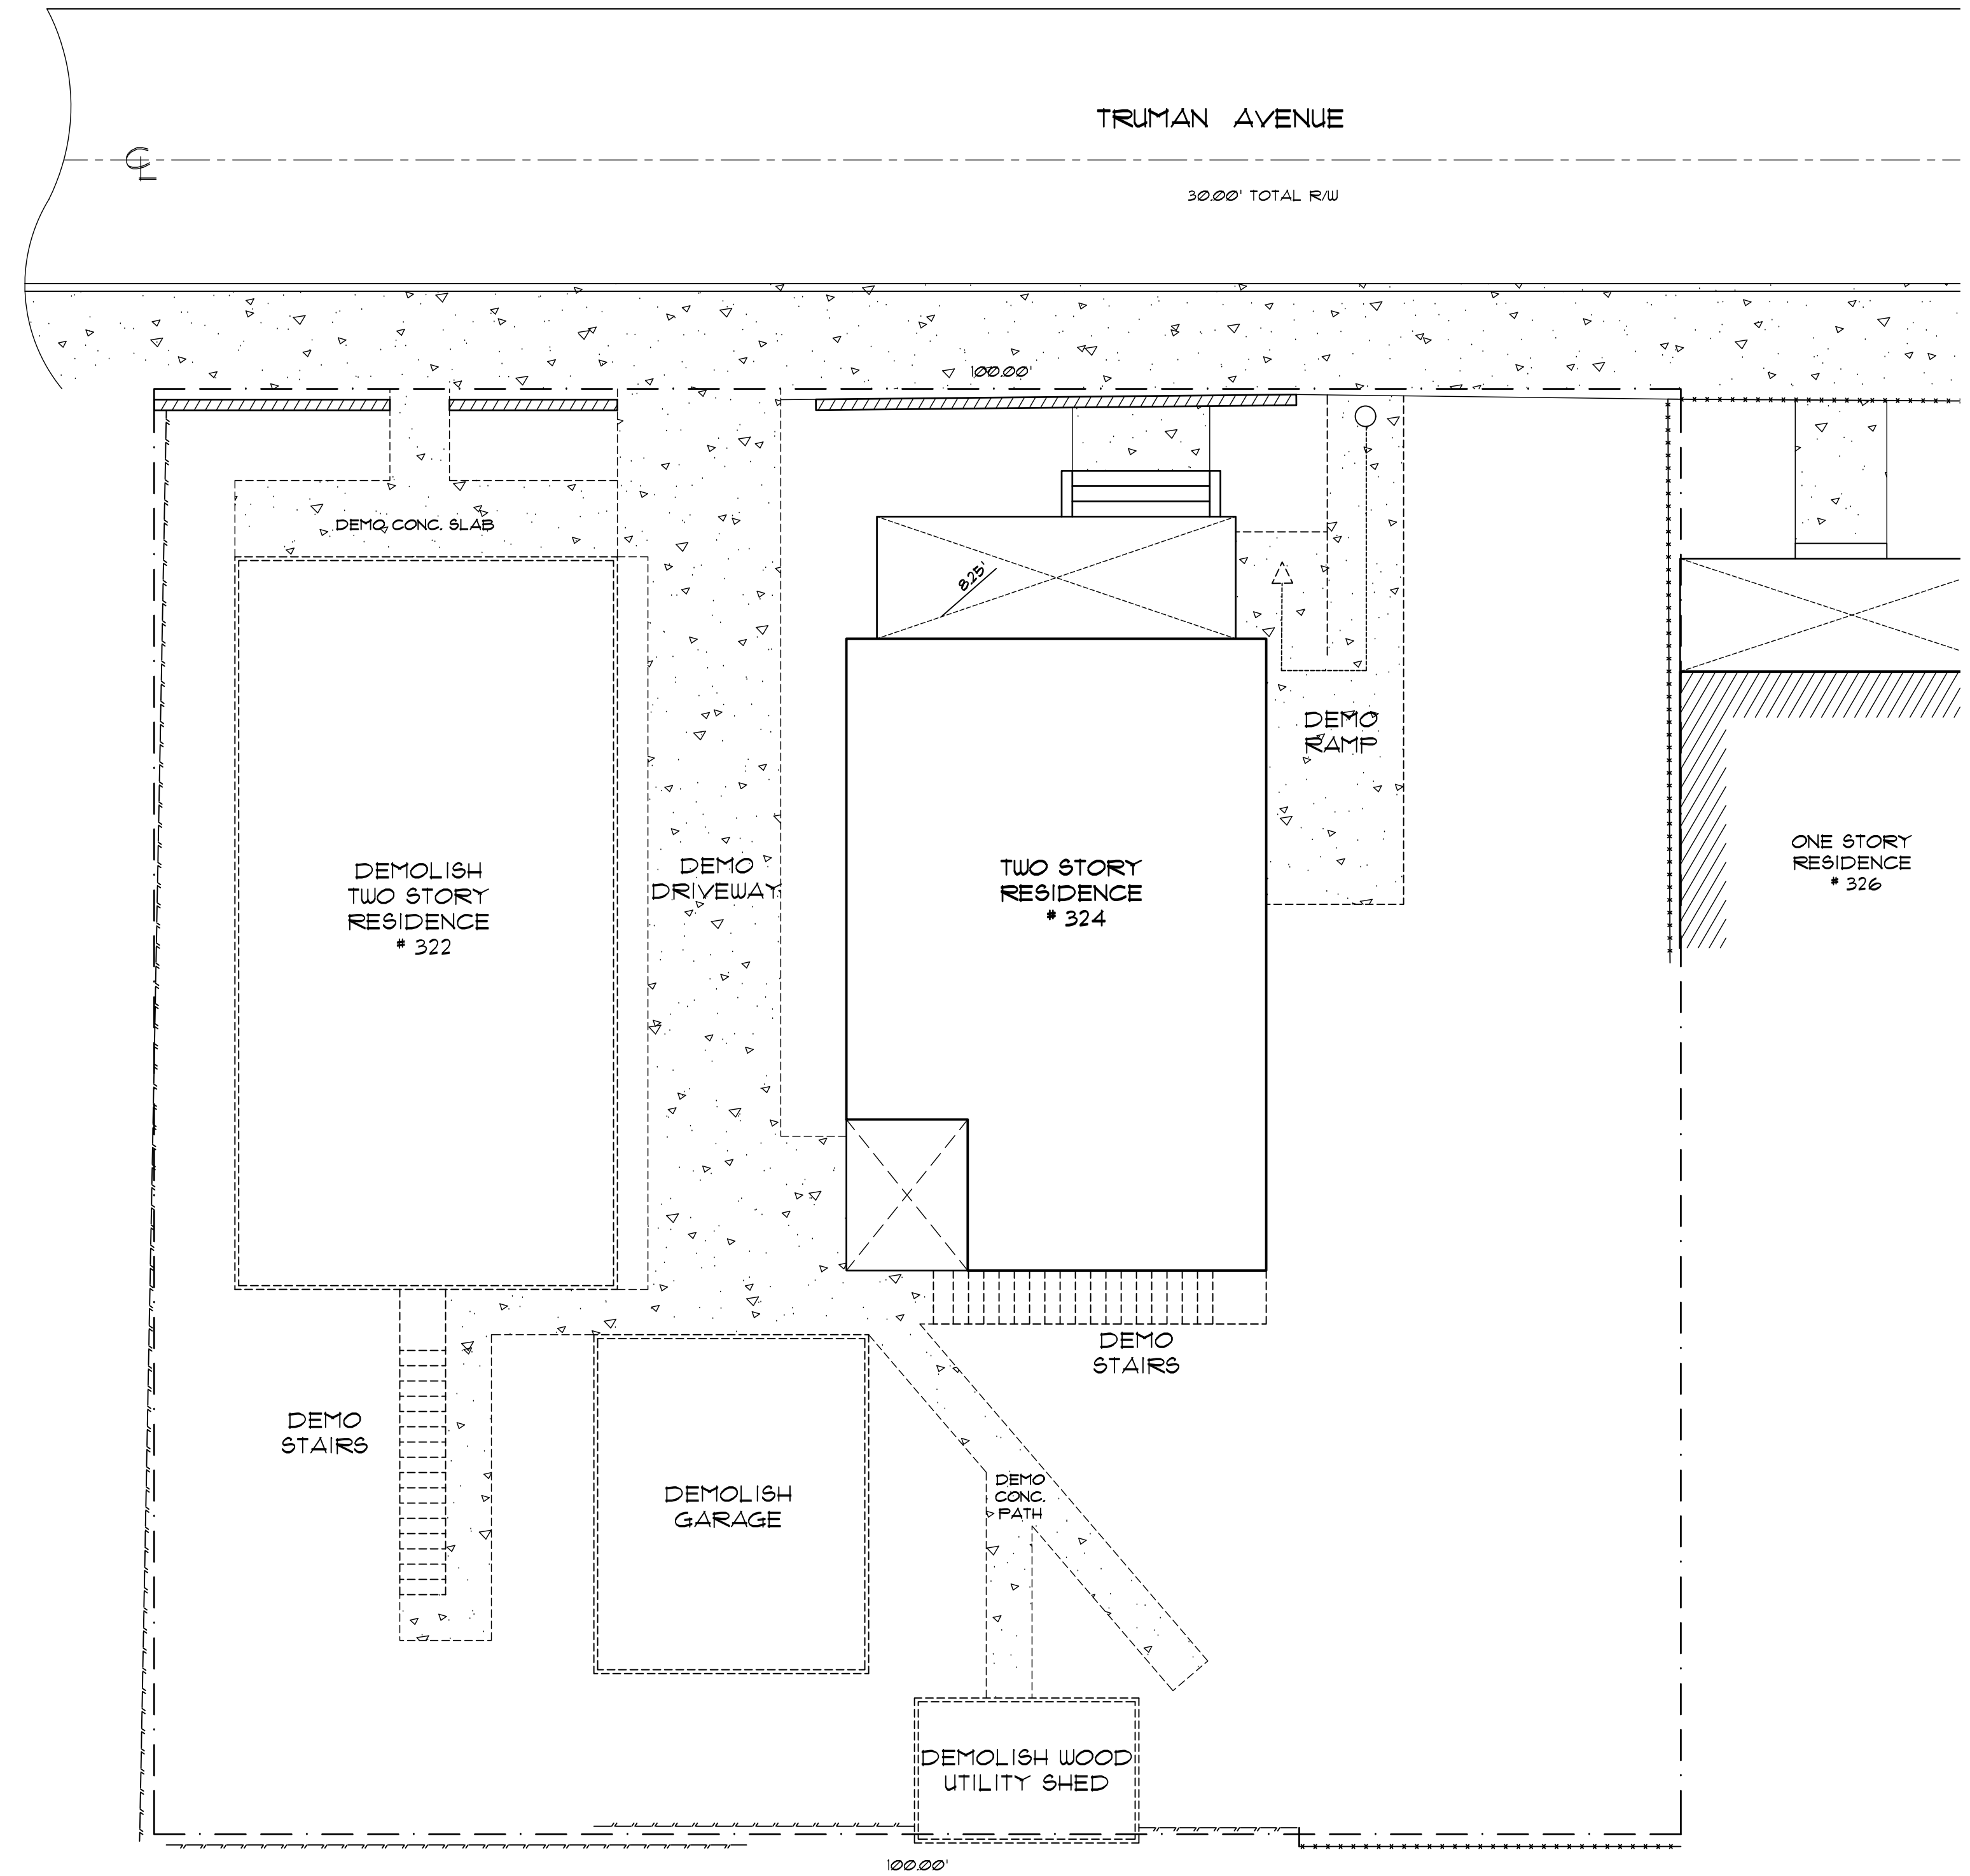 TRUMAN AVENUE
30.00' TOTAL R/W
100.00'
DEMO CONC. SLAB
8.25'
DEMO
RAMP
DEMOLISH
TWO STORY
RESIDENCE
# 322
DEMO
DRIVEWAY
TWO STORY
RESIDENCE
# 324
ONE STORY
RESIDENCE
# 326
DEMO
STAIRS
DEMO
STAIRS
DEMOLISH
GARAGE
DEMO
CONC.
PATH
DEMOLISH WOOD
UTILITY SHED
100.00'